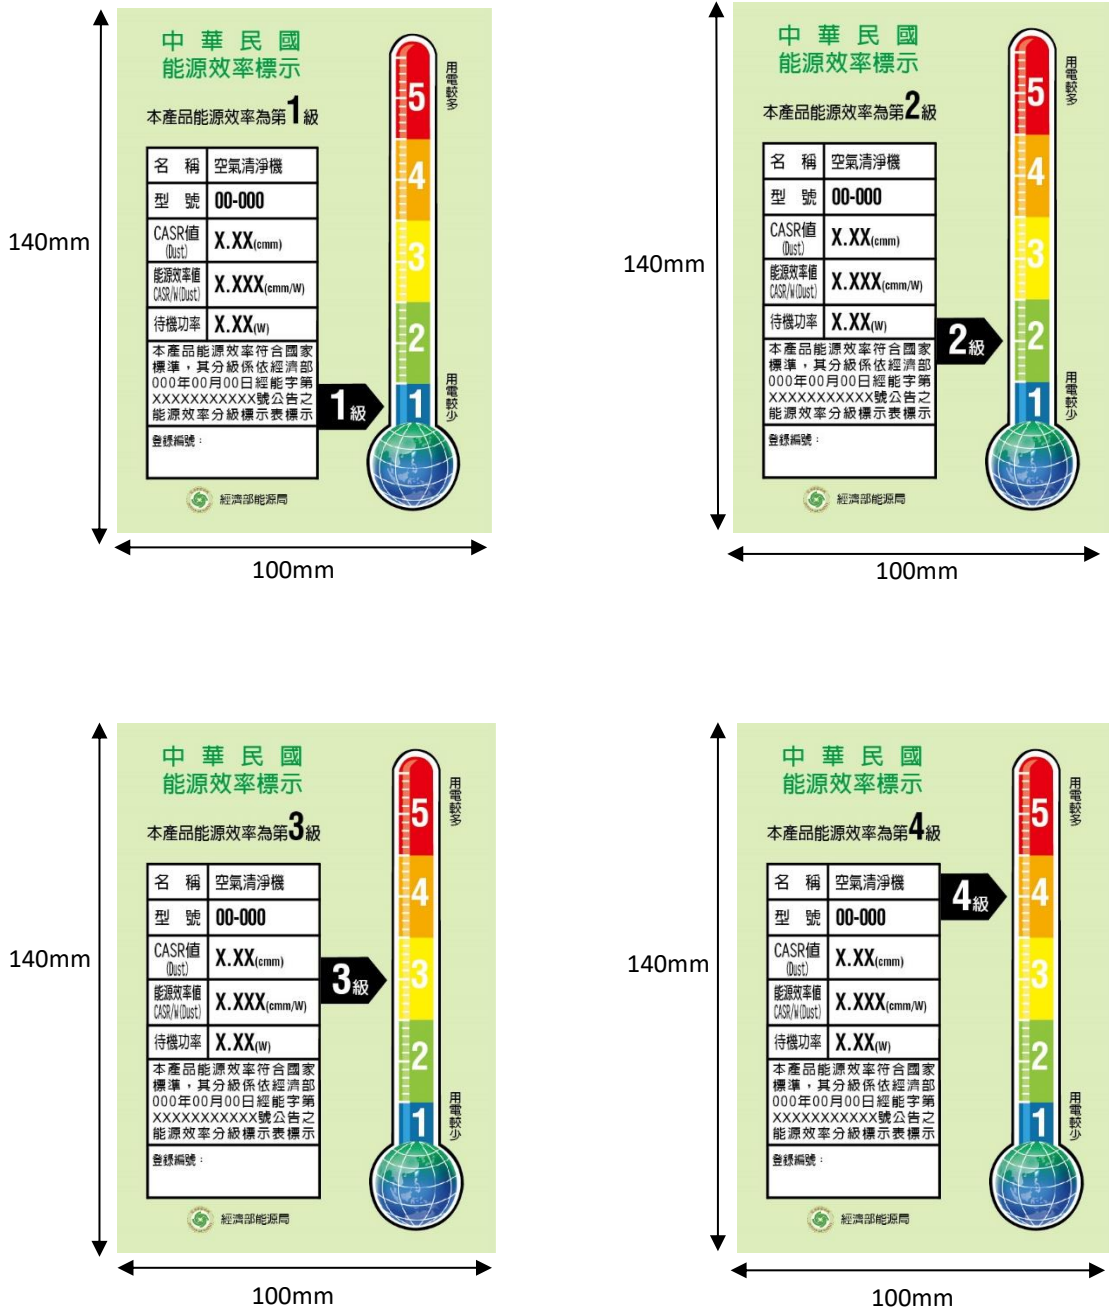 中華民國
能源效率標示
本產品能源效率為第1級
名稱 空氣清淨機
型號 00-000
CASR值(Dust) X.XX(cmm)
能源效率值CASR/W(Dust) X.XXX(cmm/W)
待機功率 X.XX(W)
本產品能源效率符合國家
標準，其分級係依經濟部
000年00月00日經能字第
XXXXXXXXXXX號公告之
能源效率分級標示表標示
登錄編號：
經濟部能源局
1級
用電較多
5
4
3
2
1
用電較少
140mm
100mm
中華民國
能源效率標示
本產品能源效率為第2級
名稱 空氣清淨機
型號 00-000
CASR值(Dust) X.XX(cmm)
能源效率值CASR/W(Dust) X.XXX(cmm/W)
待機功率 X.XX(W)
本產品能源效率符合國家
標準，其分級係依經濟部
000年00月00日經能字第
XXXXXXXXXXX號公告之
能源效率分級標示表標示
登錄編號：
經濟部能源局
2級
用電較多
5
4
3
2
1
用電較少
140mm
100mm
中華民國
能源效率標示
本產品能源效率為第3級
名稱 空氣清淨機
型號 00-000
CASR值(Dust) X.XX(cmm)
能源效率值CASR/W(Dust) X.XXX(cmm/W)
待機功率 X.XX(W)
本產品能源效率符合國家
標準，其分級係依經濟部
000年00月00日經能字第
XXXXXXXXXXX號公告之
能源效率分級標示表標示
登錄編號：
經濟部能源局
3級
用電較多
5
4
3
2
1
用電較少
140mm
100mm
中華民國
能源效率標示
本產品能源效率為第4級
名稱 空氣清淨機
型號 00-000
CASR值(Dust) X.XX(cmm)
能源效率值CASR/W(Dust) X.XXX(cmm/W)
待機功率 X.XX(W)
本產品能源效率符合國家
標準，其分級係依經濟部
000年00月00日經能字第
XXXXXXXXXXX號公告之
能源效率分級標示表標示
登錄編號：
經濟部能源局
4級
用電較多
5
4
3
2
1
用電較少
140mm
100mm